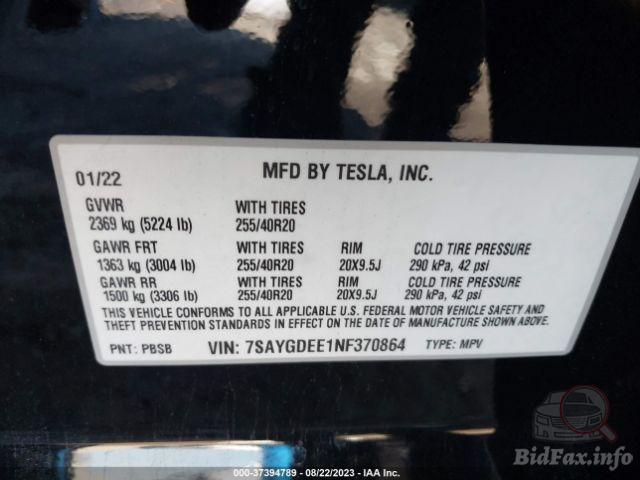 01/22 MFD BY TESLA, INC.
GVWR WITH TIRES
2369 kg (5224 lb) 255/40R20
GAWR FRT WITH TIRES RIM COLD TIRE PRESSURE
1363 kg (3004 lb) 255/40R20 20X9.5J 290 kPa, 42 psi
GAWR RR WITH TIRES RIM COLD TIRE PRESSURE
1500 kg (3306 lb) 255/40R20 20X9.5J 290 kPa, 42 psi
THIS VEHICLE CONFORMS TO ALL APPLICABLE U.S. FEDERAL MOTOR VEHICLE SAFETY AND
THEFT PREVENTION STANDARDS IN EFFECT ON THE DATE OF MANUFACTURE SHOWN ABOVE.
PNT: PBSB VIN: 7SAYGDEE1NF370864 TYPE: MPV
BidFax.info
000-37394789 - 08/22/2023 - IAA Inc.